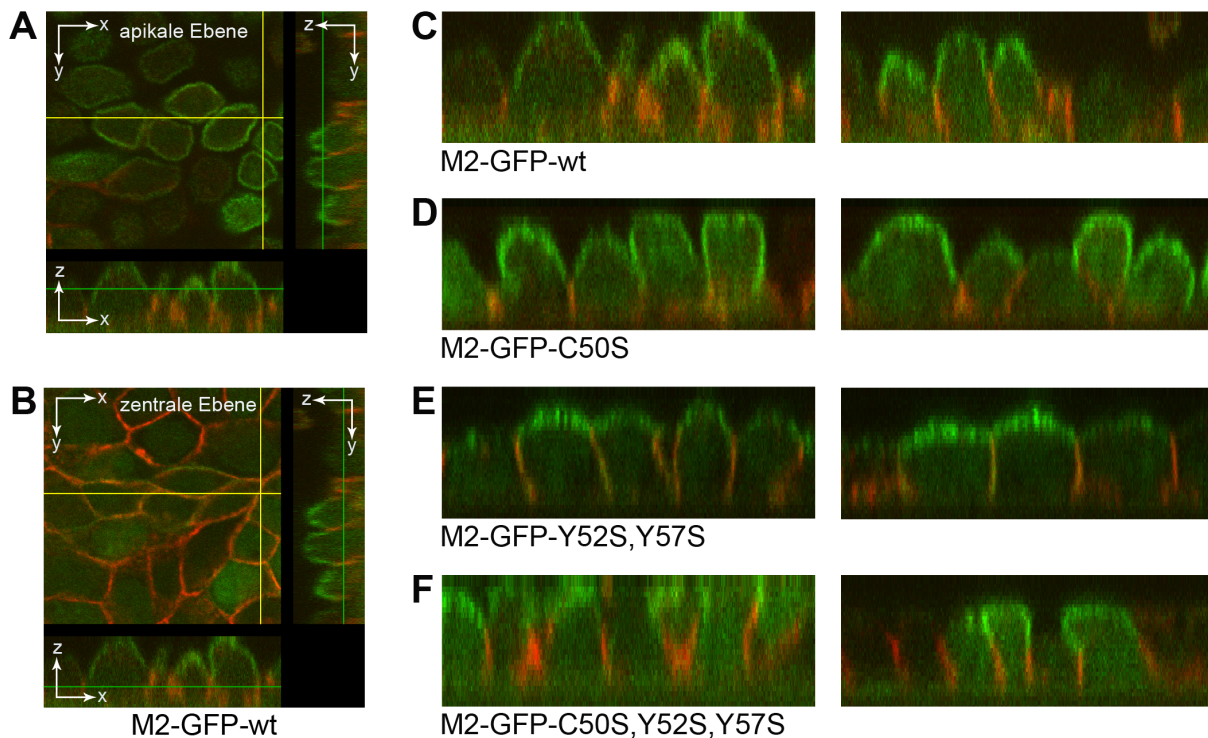 A
x
apikale Ebene
y
z
y
z
x
B
x
zentrale Ebene
y
z
y
z
x
M2-GFP-wt
C
M2-GFP-wt
D
M2-GFP-C50S
E
M2-GFP-Y52S,Y57S
F
M2-GFP-C50S,Y52S,Y57S